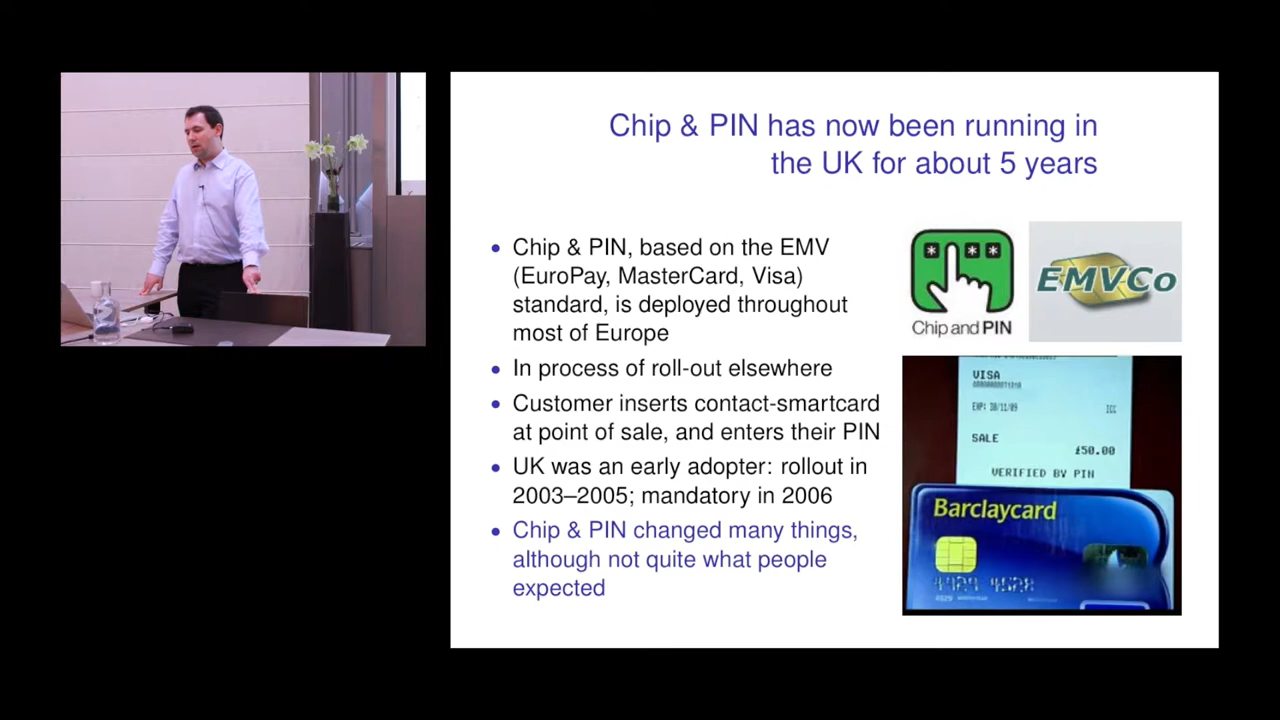 Chip & PIN has now been running in
the UK for about 5 years
• Chip & PIN, based on the EMV
(EuroPay, MasterCard, Visa)
standard, is deployed throughout
most of Europe
• In process of roll-out elsewhere
• Customer inserts contact-smartcard
at point of sale, and enters their PIN
• UK was an early adopter: rollout in
2003–2005; mandatory in 2006
• Chip & PIN changed many things,
although not quite what people
expected
* * * *
Chip and PIN
EMVCo
VISA
EXP: 30/11/09 ICC
SALE
£50.00
VERIFIED BY PIN
Barclaycard